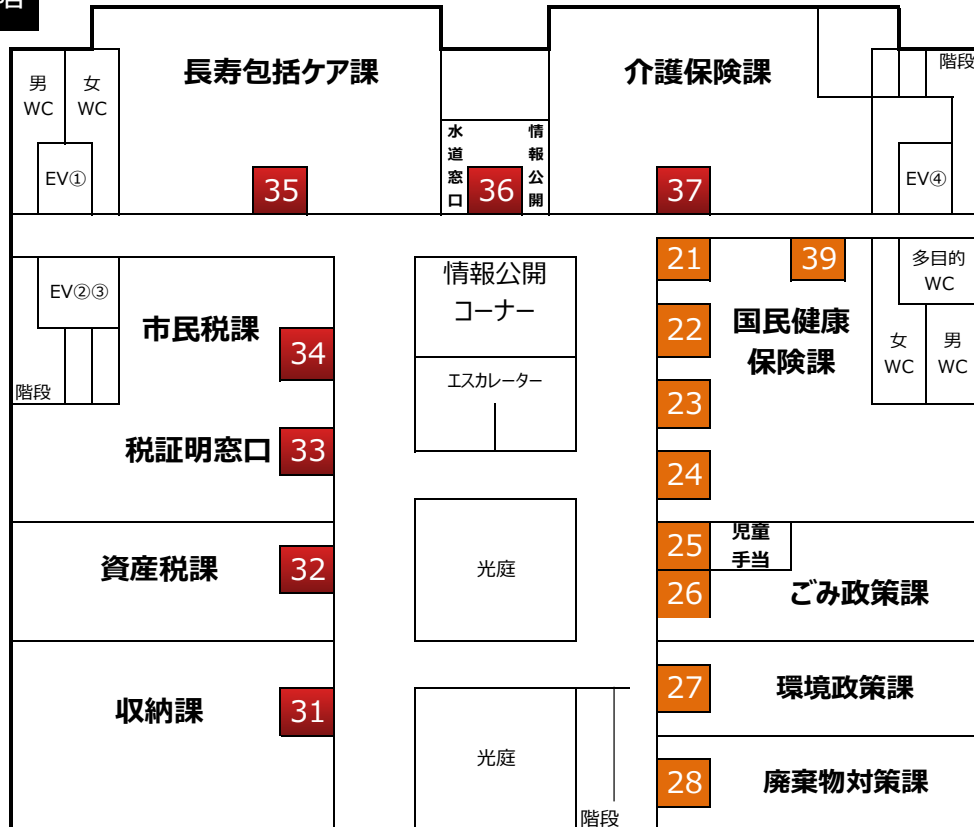 階
長寿包括ケア課
介護保険課
階段
男
WC
女
WC
水道窓口
情報公開
EV①
35
36
37
EV④
21
39
多目的
WC
情報公開
コーナー
EV②③
市民税課
34
22
国民健康
保険課
女
WC
男
WC
エスカレーター
階段
23
税証明窓口
33
24
25
児童
手当
資産税課
32
光庭
26
ごみ政策課
収納課
31
27
環境政策課
光庭
28
廃棄物対策課
階段